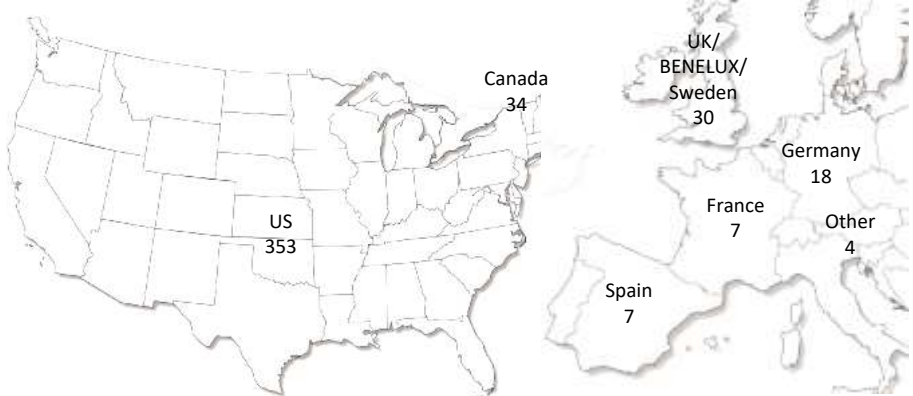 Canada
34
US
353
UK/
BENELUX/
Sweden
30
Germany
18
France
7
Other
4
Spain
7